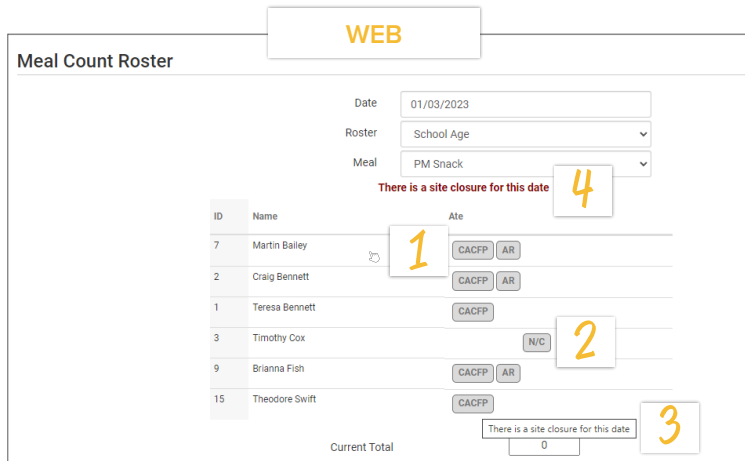 WEB
Meal Count Roster
Date 01/03/2023
Roster School Age
Meal PM Snack
There is a site closure for this date 4
ID Name Ate
7 Martin Bailey 1 CACFP AR
2 Craig Bennett CACFP AR
1 Teresa Bennett CACFP
3 Timothy Cox N/C 2
9 Brianna Fish CACFP AR
15 Theodore Swift CACFP
There is a site closure for this date 3
Current Total 0